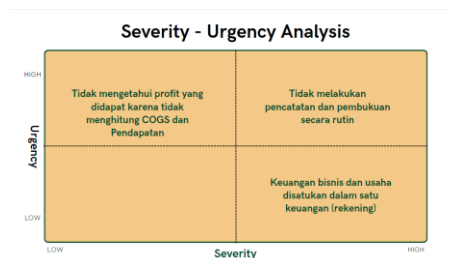 Severity - Urgency Analysis
HIGH
Tidak mengetahui profit yang
didapat karena tidak
menghitung COGS dan
Pendapatan
Tidak melakukan
pencatatan dan pembukuan
secara rutin
Urgency
Keuangan bisnis dan usaha
disatukan dalam satu
keuangan (rekening)
LOW
LOW
Severity
HIGH